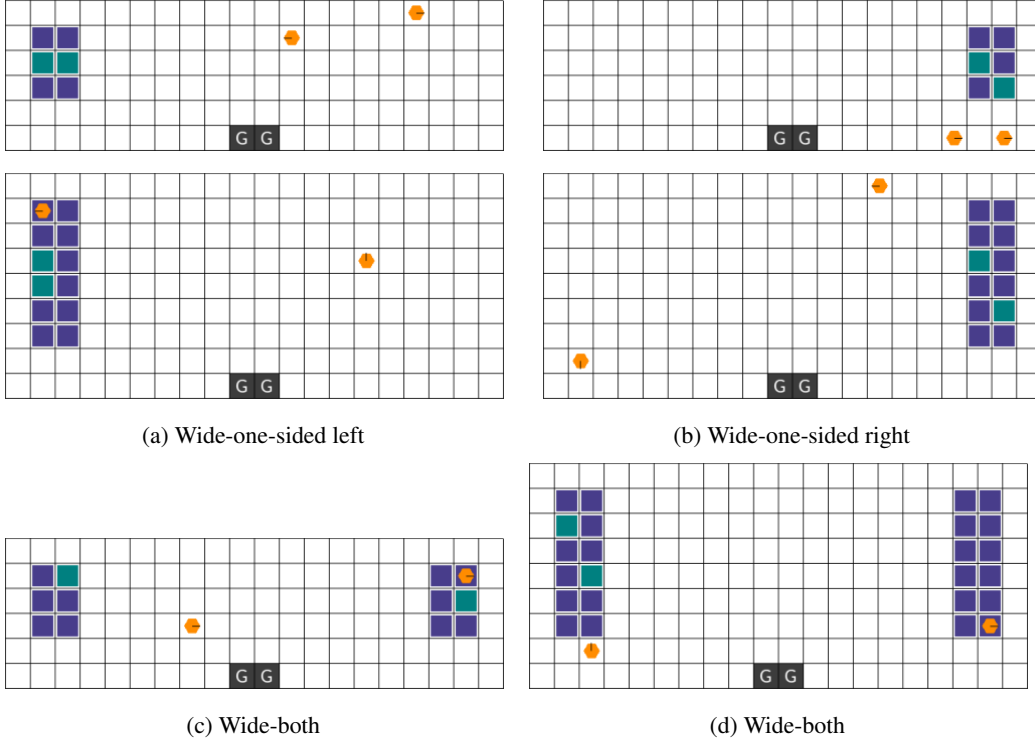 G G
G G
G G
G G
(a) Wide-one-sided left
(b) Wide-one-sided right
G G
G G
(c) Wide-both
(d) Wide-both